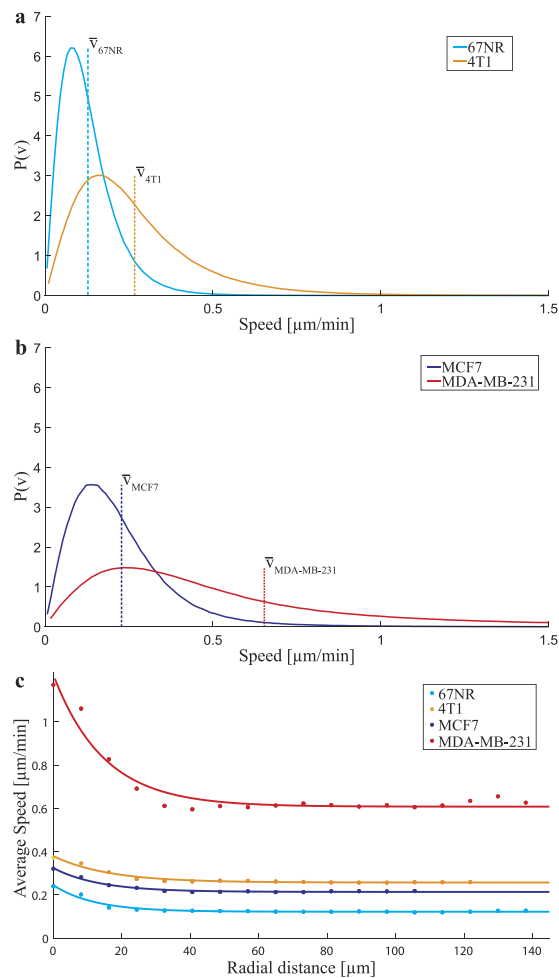 a
7
6
5
4
3
2
1
0
P(v)
v̅67NR
v̅4T1
67NR
4T1
0 0.5 1 1.5
Speed [µm/min]
b
7
6
5
4
3
2
1
0
P(v)
v̅MCF7
v̅MDA-MB-231
MCF7
MDA-MB-231
0 0.5 1 1.5
Speed [µm/min]
c
1
0.6
0.4
0.2
0
Average Speed [µm/min]
67NR
4T1
MCF7
MDA-MB-231
0 20 40 60 80 100 120 140
Radial distance [µm]